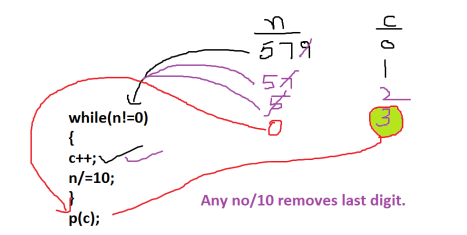 n c
579 0
57 1
5 2
0 3
while(n!=0)
{
c++;
n/=10;
}
p(c);
Any no/10 removes last digit.